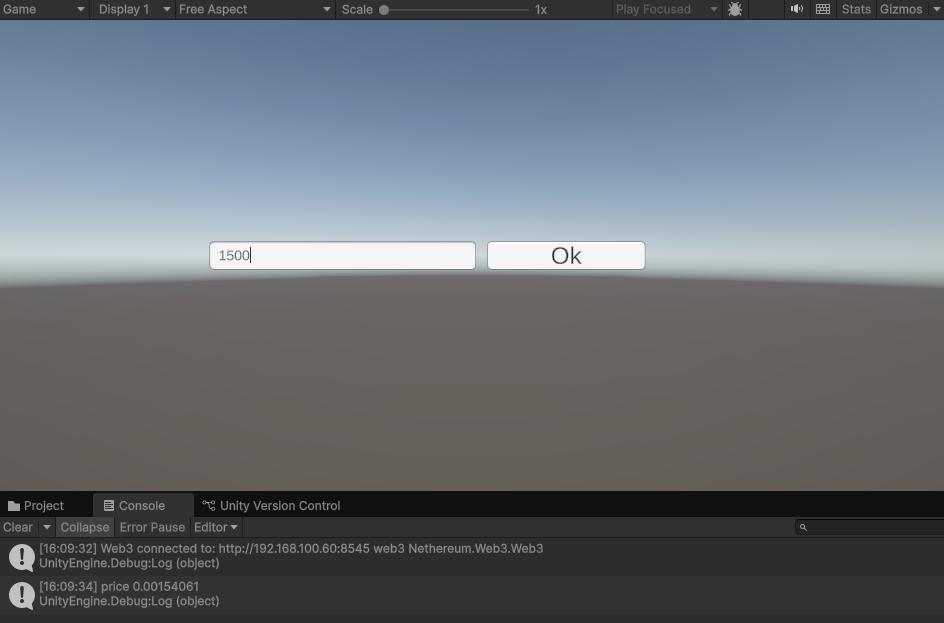 Game Display 1 Free Aspect Scale 1x Play Focused Stats Gizmos
1500 Ok
Project Console Unity Version Control
Clear Collapse Error Pause Editor
[16:09:32] Web3 connected to: http://192.168.100.60:8545 web3 Nethereum.Web3.Web3
UnityEngine.Debug:Log (object)
[16:09:34] price 0.00154061
UnityEngine.Debug:Log (object)